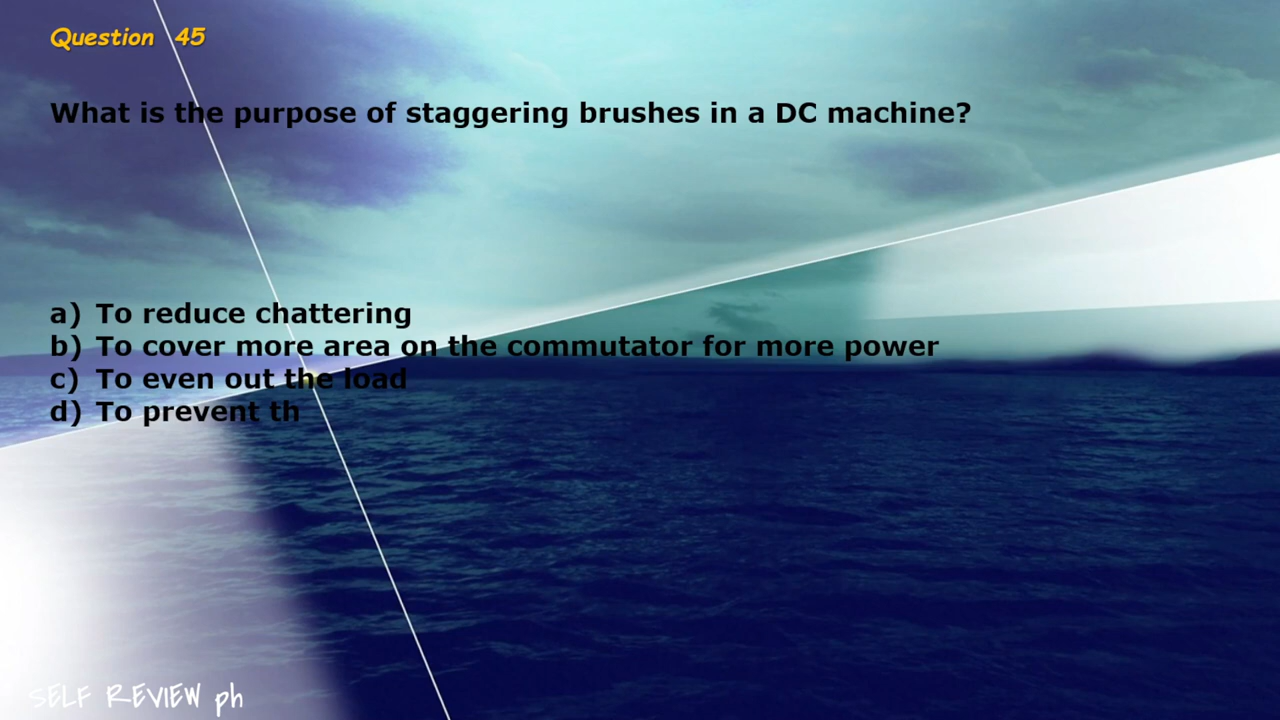 Question 45
What is the purpose of staggering brushes in a DC machine?
a) To reduce chattering
b) To cover more area on the commutator for more power
c) To even out the load
d) To prevent th
SELF REVIEW ph